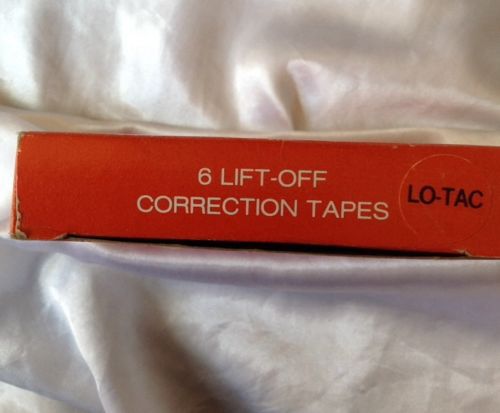 6 LIFT-OFF
CORRECTION TAPES
LO-TAC